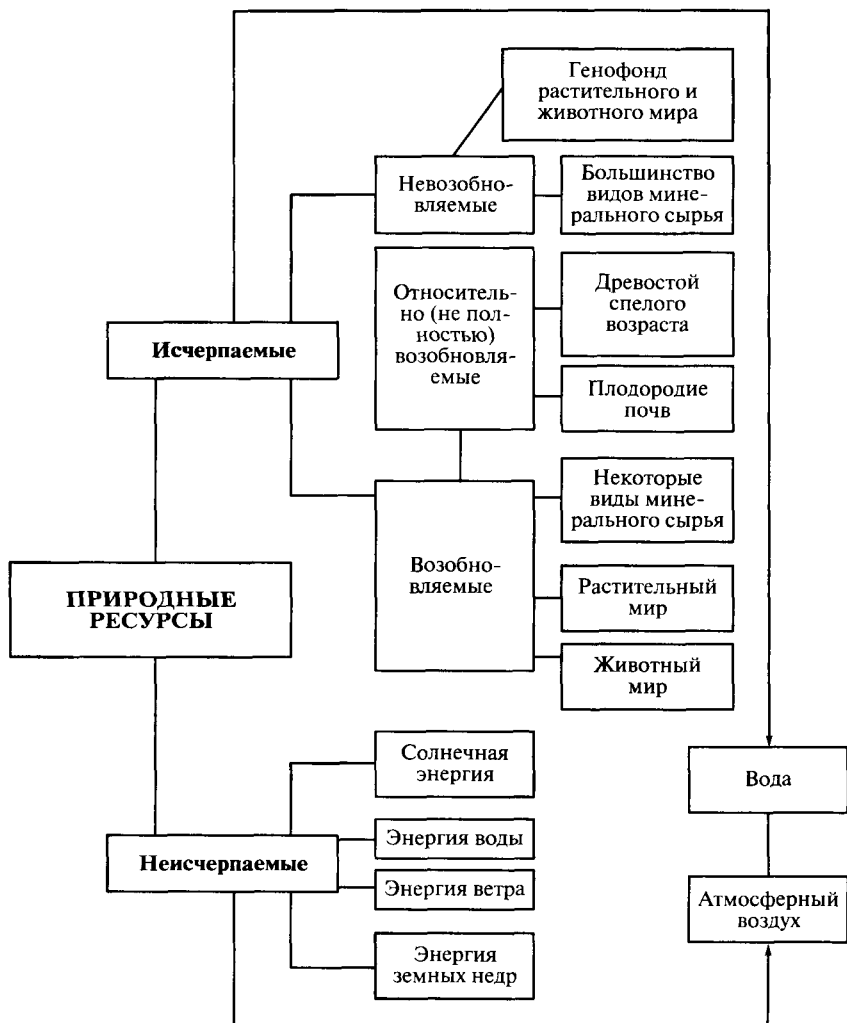 Генофонд
растительного и
животного мира
Невозобно-
вляемые
Большинство
видов мине-
рального сырья
Относитель-
но (не пол-
ностью)
возобновля-
емые
Древостой
спелого
возраста
Исчерпаемые
Плодородие
почв
Некоторые
виды мине-
рального сырья
Возобно-
вляемые
ПРИРОДНЫЕ
РЕСУРСЫ
Растительный
мир
Животный
мир
Солнечная
энергия
Вода
Неисчерпаемые
Энергия воды
Энергия ветра
Атмосферный
воздух
Энергия
земных недр